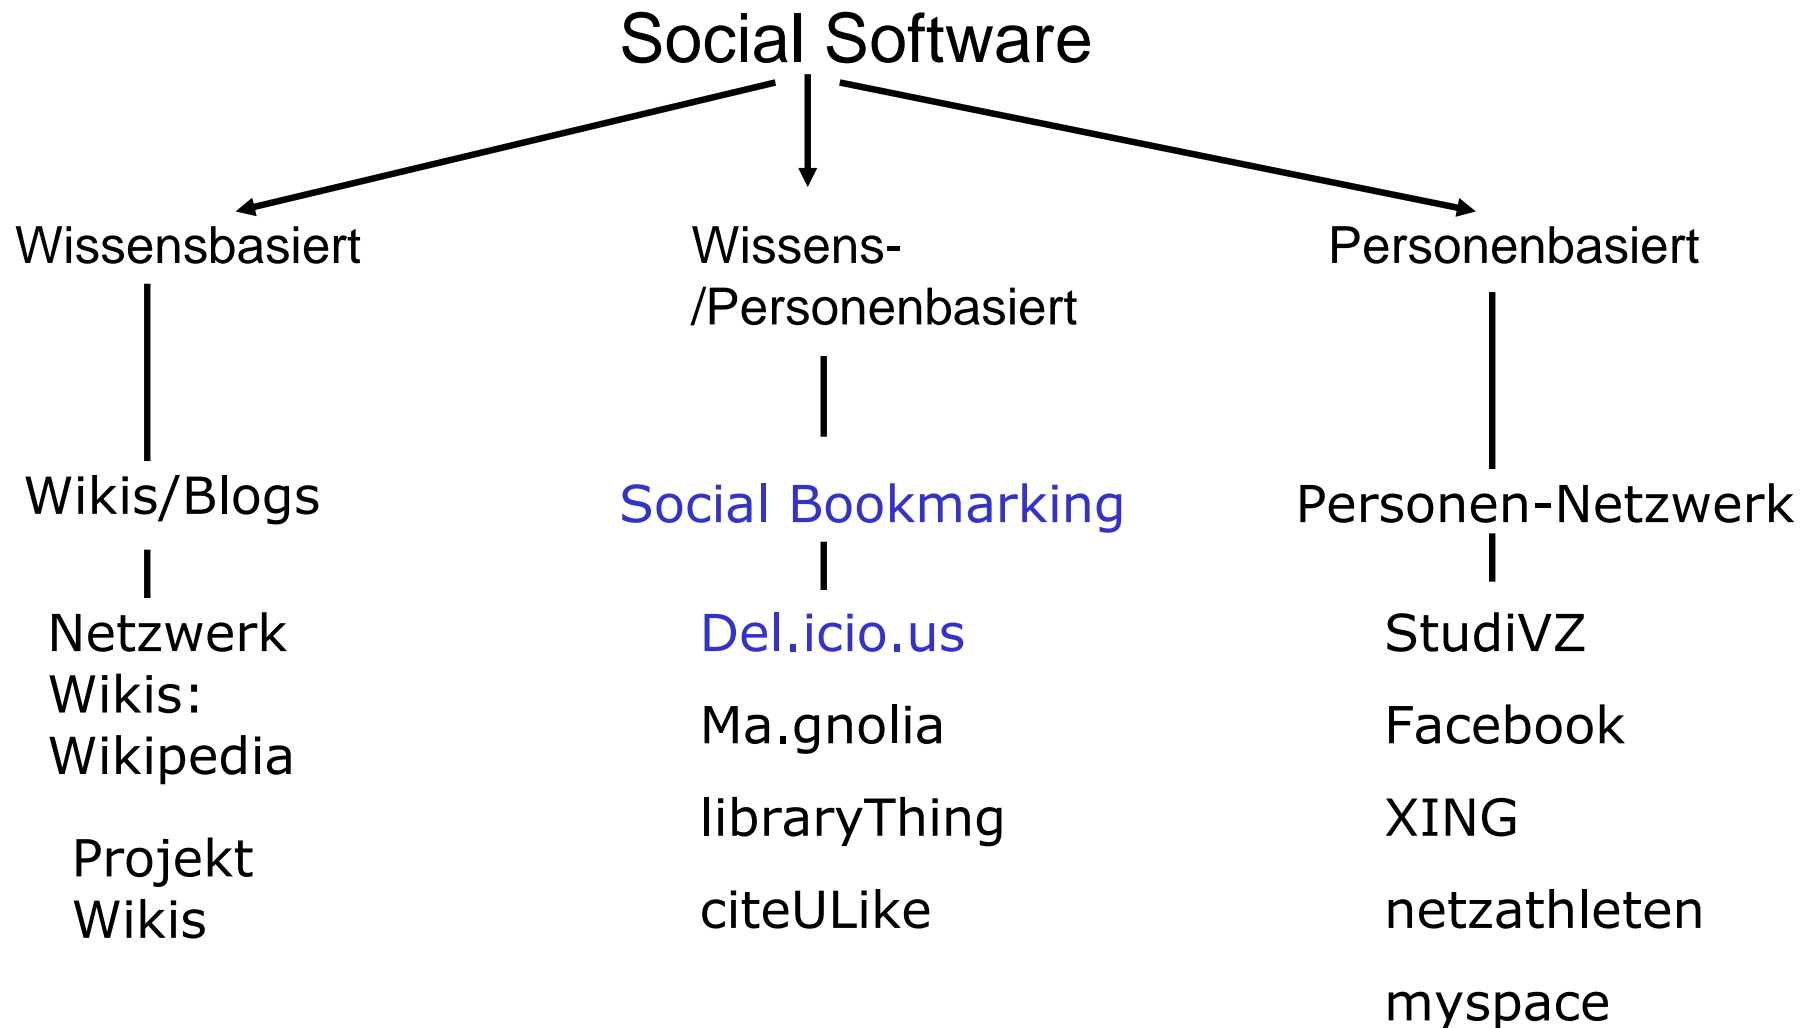 Social Software
Wissensbasiert
Wikis/Blogs
Netzwerk
Wikis:
Wikipedia
Projekt
Wikis
Wissens-
/Personenbasiert
Social Bookmarking
Del.icio.us
Ma.gnolia
libraryThing
citeULike
Personenbasiert
Personen-Netzwerk
StudiVZ
Facebook
XING
netzathleten
myspace